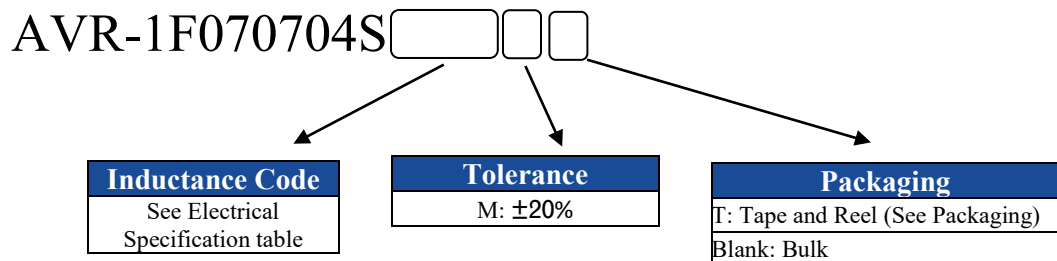 AVR-1F070704S
Inductance Code
See Electrical
Specification table
Tolerance
M: ±20%
Packaging
T: Tape and Reel (See Packaging)
Blank: Bulk